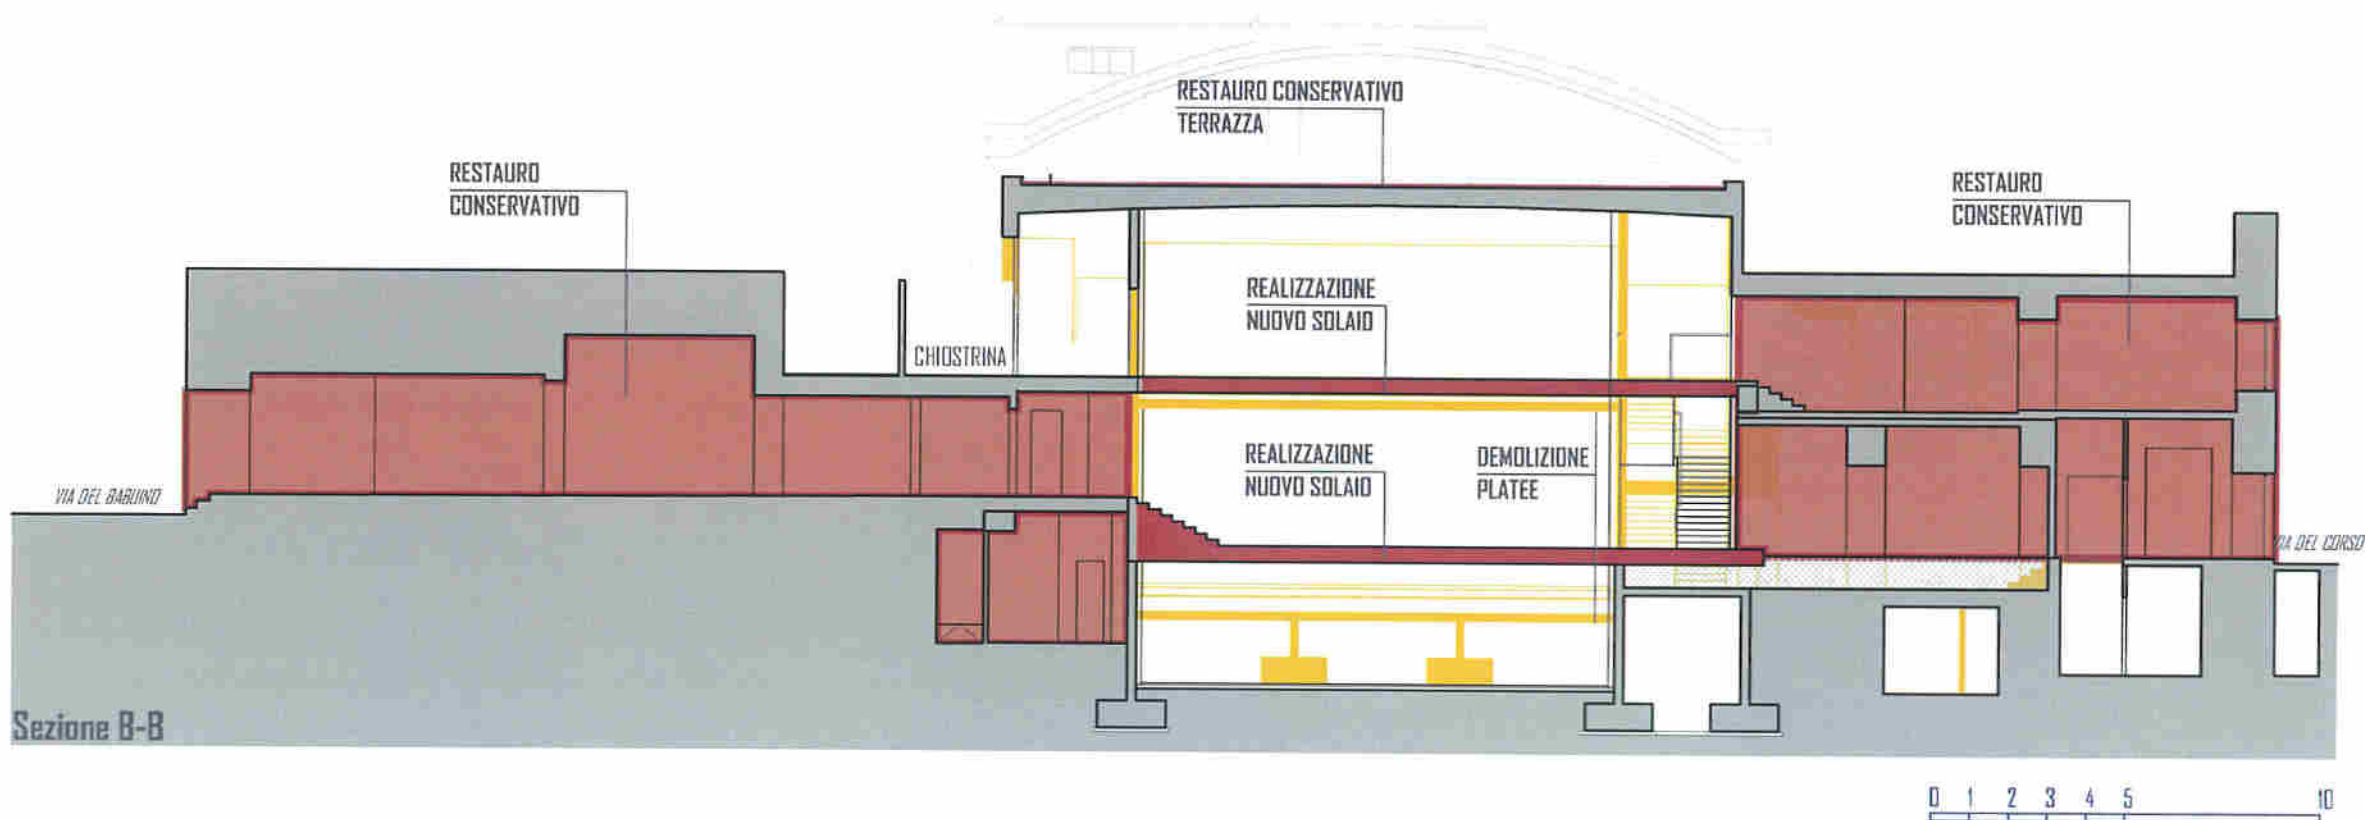 RESTAURO CONSERVATIVO
TERRAZZA
RESTAURO
CONSERVATIVO
RESTAURO
CONSERVATIVO
REALIZZAZIONE
NUOVO SOLAIO
CHIOSTRINA
REALIZZAZIONE
NUOVO SOLAIO
DEMOLIZIONE
PLATEE
VIA DEL BABUINO
VIA DEL CORSO
Sezione B-B
0 1 2 3 4 5 10